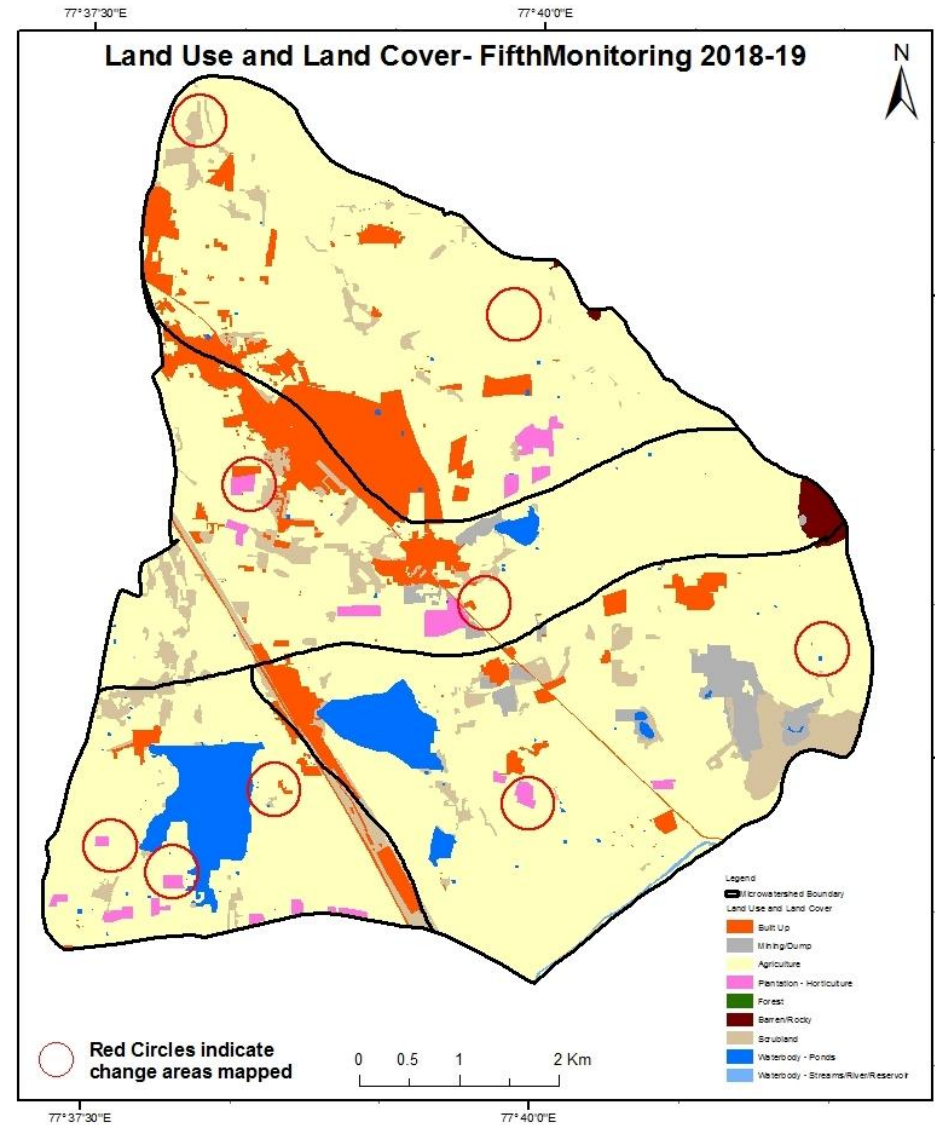 77°37'30"E
77°40'0"E
Land Use and Land Cover- FifthMonitoring 2018-19
N
Legend
Microwatershed Boundary
Land Use and Land Cover
Built Up
Mining/Dump
Agriculture
Plantation - Horticulture
Forest
Barren/Rocky
Scrubland
Waterbody - Ponds
Waterbody - Streams/River/Reservoir
Red Circles indicate
change areas mapped
0 0.5 1 2 Km
77°37'30"E
77°40'0"E